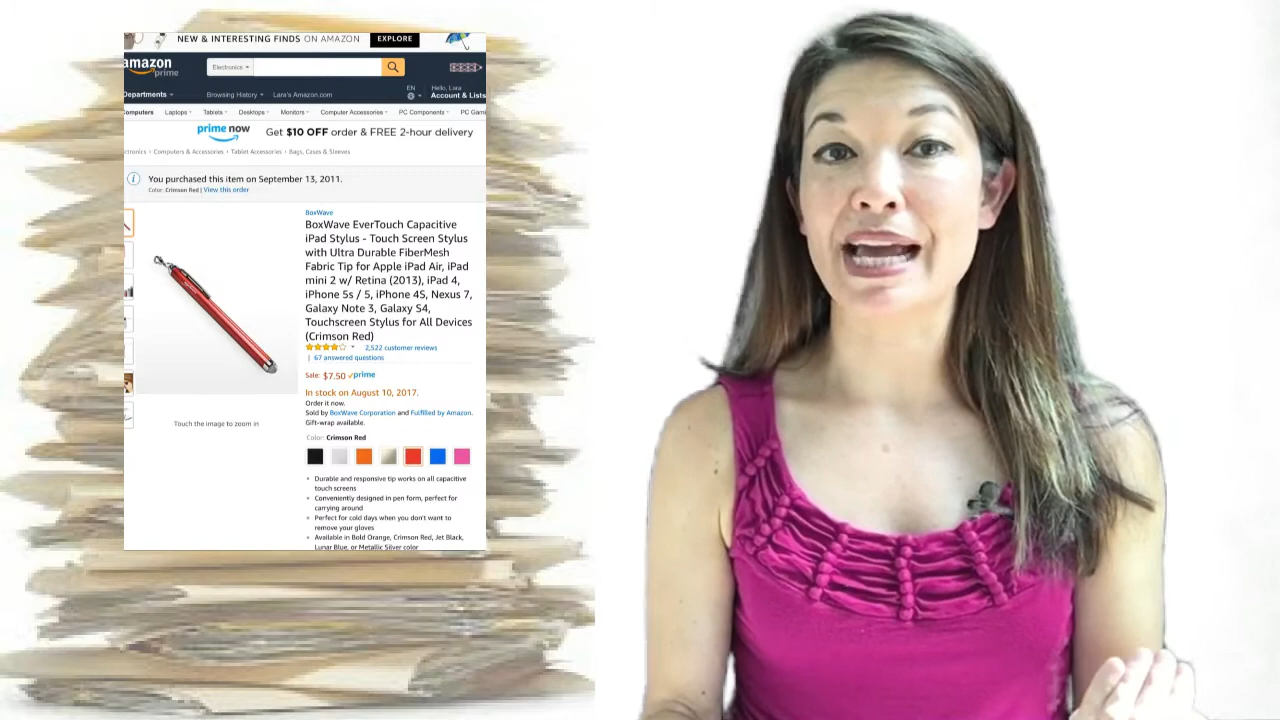 NEW & INTERESTING FINDS ON AMAZON EXPLORE
amazon
prime
Electronics
EN
Hello, Lara
Departments Browsing History Lara's Amazon.com Account & Lists
Computers Laptops Tablets Desktops Monitors Computer Accessories PC Components PC Gam
prime now Get $10 OFF order & FREE 2-hour delivery
ctronics › Computers & Accessories › Tablet Accessories › Bags, Cases & Sleeves
You purchased this item on September 13, 2011.
Color: Crimson Red | View this order
BoxWave
BoxWave EverTouch Capacitive
iPad Stylus - Touch Screen Stylus
with Ultra Durable FiberMesh
Fabric Tip for Apple iPad Air, iPad
mini 2 w/ Retina (2013), iPad 4,
iPhone 5s / 5, iPhone 4S, Nexus 7,
Galaxy Note 3, Galaxy S4,
Touchscreen Stylus for All Devices
(Crimson Red)
2,522 customer reviews
| 67 answered questions
Sale: $7.50 prime
In stock on August 10, 2017.
Order it now.
Sold by BoxWave Corporation and Fulfilled by Amazon.
Gift-wrap available.
Touch the image to zoom in
Color: Crimson Red
Durable and responsive tip works on all capacitive
touch screens
Conveniently designed in pen form, perfect for
carrying around
Perfect for cold days when you don't want to
remove your gloves
Available in Bold Orange, Crimson Red, Jet Black,
Lunar Blue, or Metallic Silver color